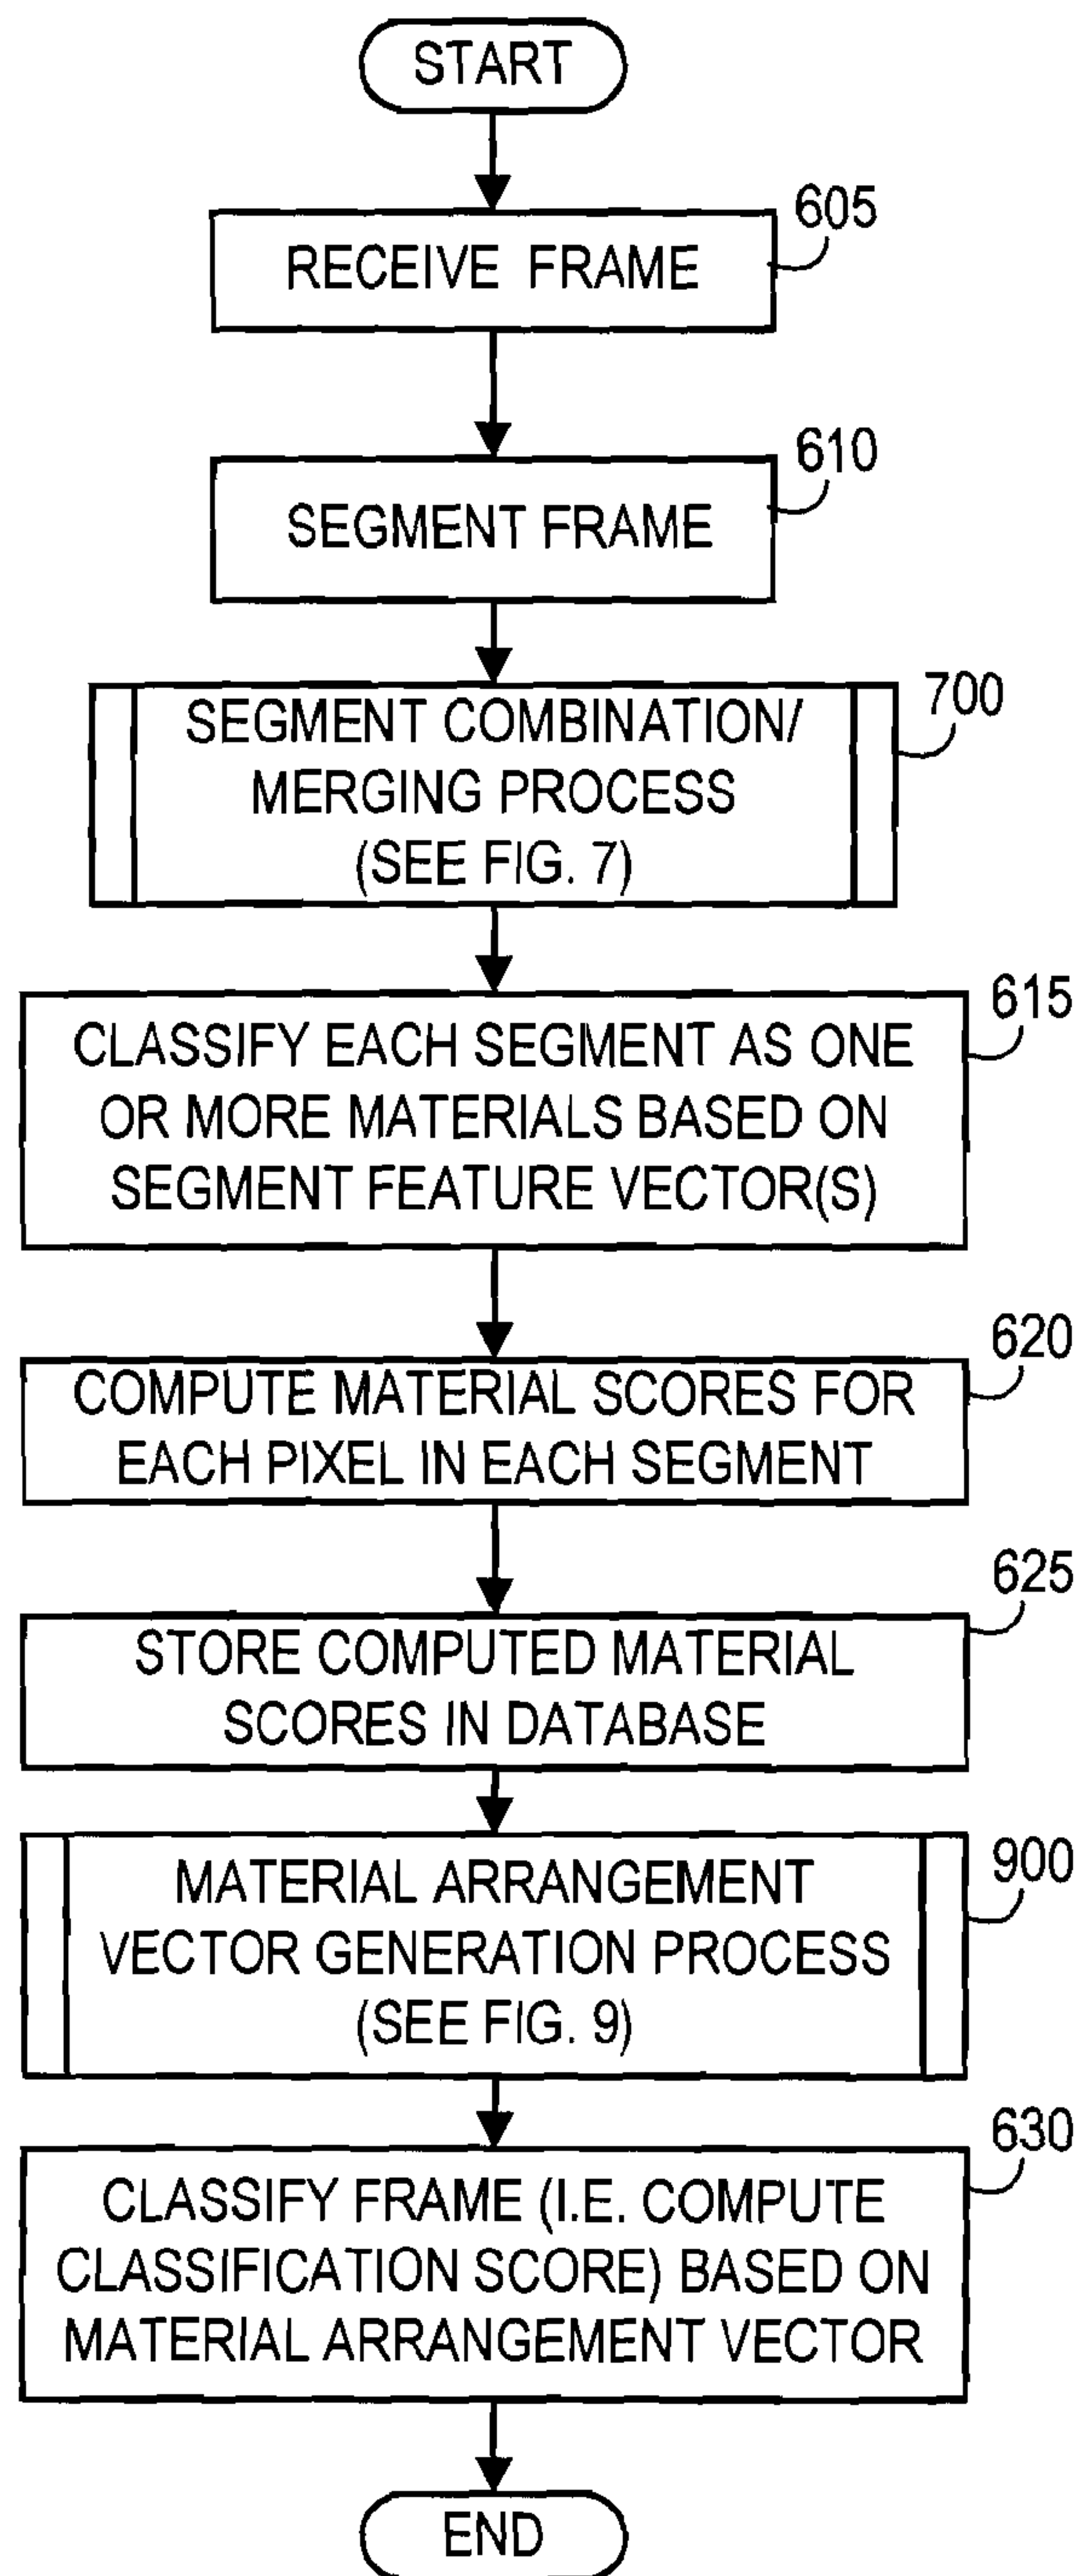 START
605
RECEIVE FRAME
610
SEGMENT FRAME
700
SEGMENT COMBINATION/
MERGING PROCESS
(SEE FIG. 7)
615
CLASSIFY EACH SEGMENT AS ONE
OR MORE MATERIALS BASED ON
SEGMENT FEATURE VECTOR(S)
620
COMPUTE MATERIAL SCORES FOR
EACH PIXEL IN EACH SEGMENT
625
STORE COMPUTED MATERIAL
SCORES IN DATABASE
900
MATERIAL ARRANGEMENT
VECTOR GENERATION PROCESS
(SEE FIG. 9)
630
CLASSIFY FRAME (I.E. COMPUTE
CLASSIFICATION SCORE) BASED ON
MATERIAL ARRANGEMENT VECTOR
END